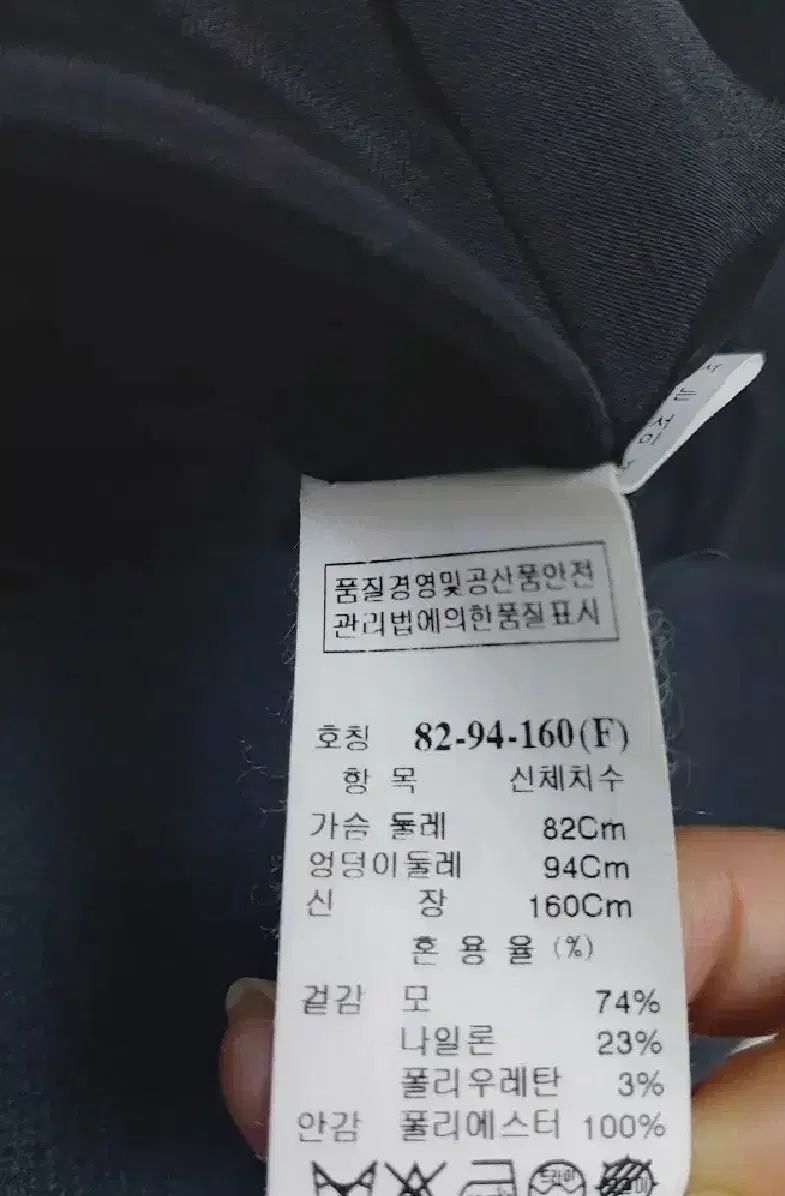 품질경영및공산품안전
관리법에의한품질표시
호칭 82-94-160(F)
항 목 신체치수
가슴 둘레 82Cm
엉덩이둘레 94Cm
신 장 160Cm
혼 용 율 (%)
겉감 모 74%
나일론 23%
폴리우레탄 3%
안감 폴리에스터 100%
드라이